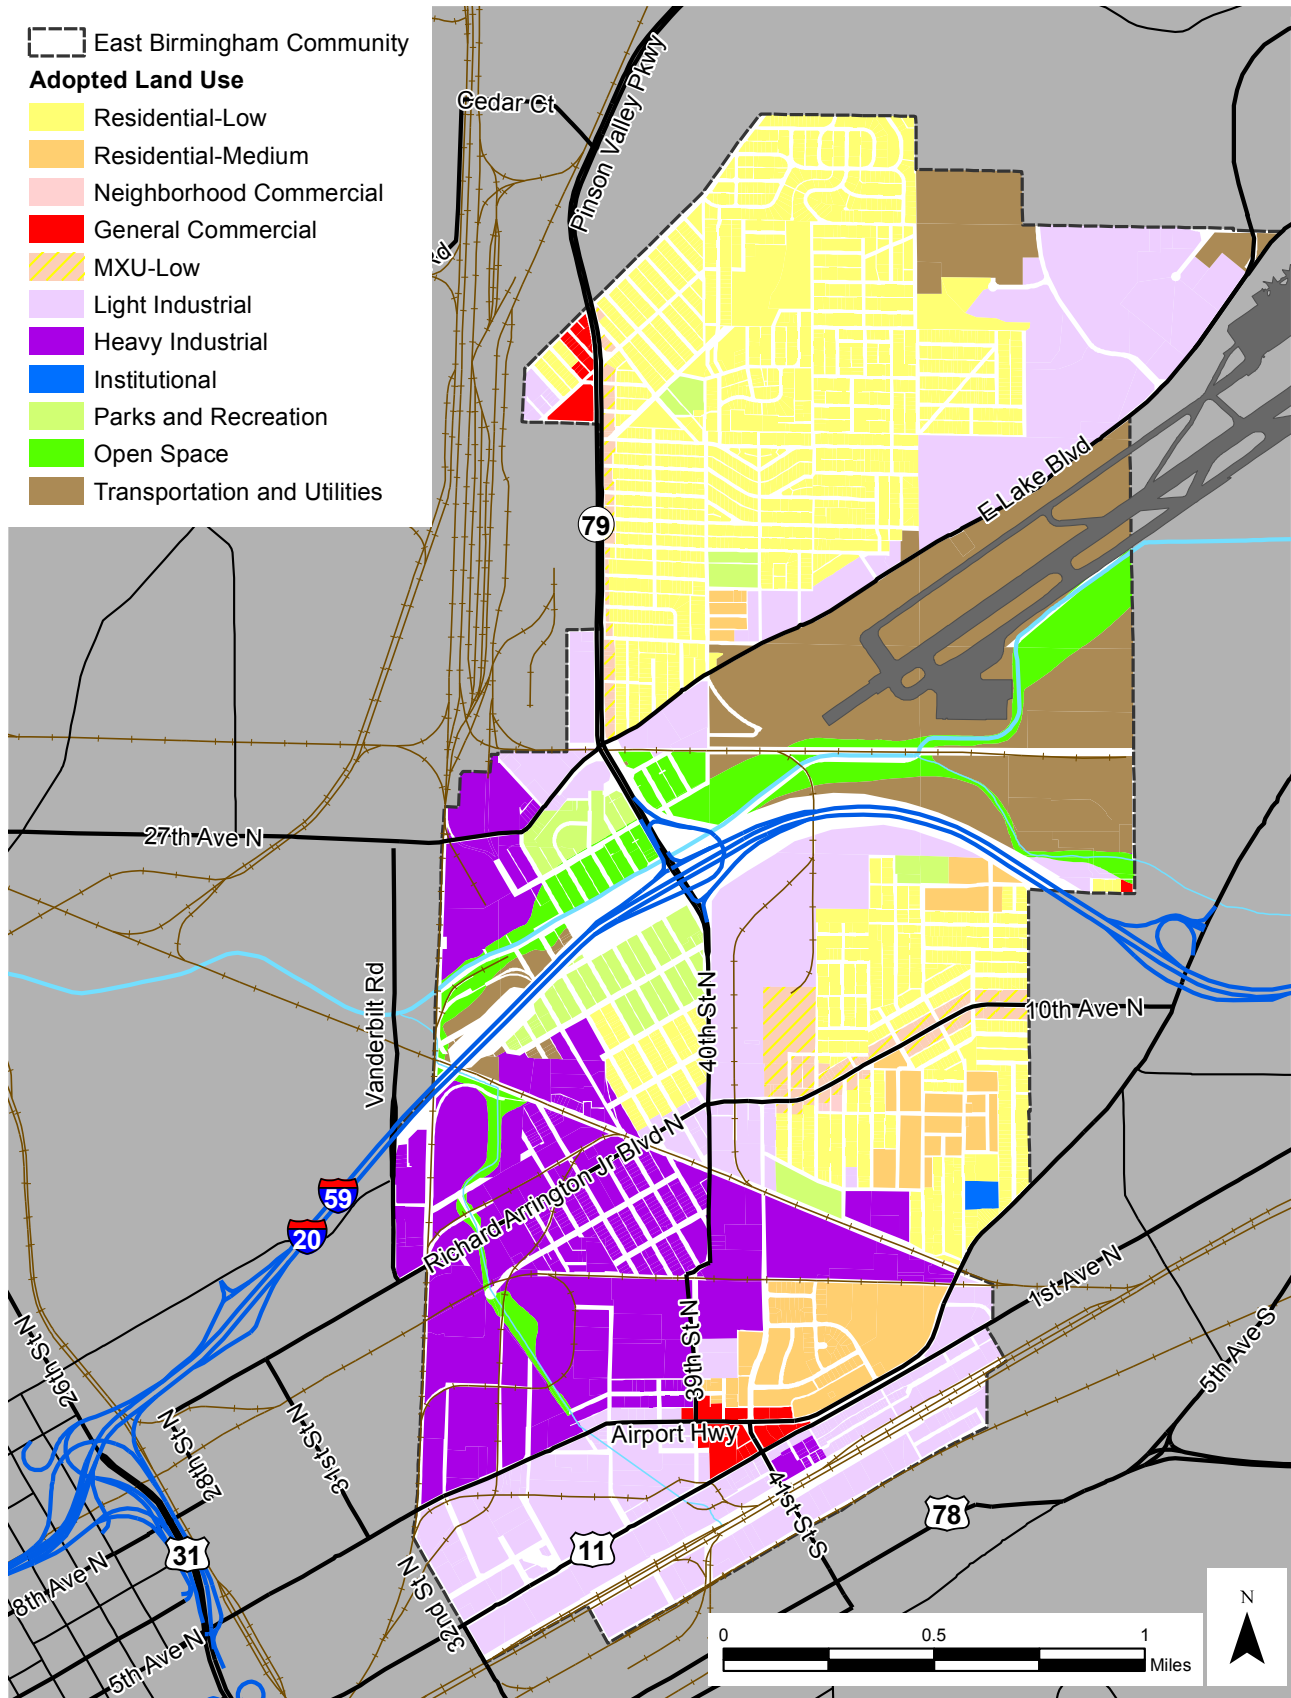 East Birmingham Community
Adopted Land Use
Residential-Low
Residential-Medium
Neighborhood Commercial
General Commercial
MXU-Low
Light Industrial
Heavy Industrial
Institutional
Parks and Recreation
Open Space
Transportation and Utilities
Cedar Ct
Pinson Valley Pkwy
Rd
79
E Lake Blvd
27th Ave N
Vanderbilt Rd
40th St N
10th Ave N
59
20
Richard Arrington Jr Blvd N
1st Ave N
39th St N
5th Ave S
26th St N
28th St N
31st St N
Airport Hwy
41st St S
78
11
31
8th Ave N
32nd St N
5th Ave N
0 0.5 1
Miles
N